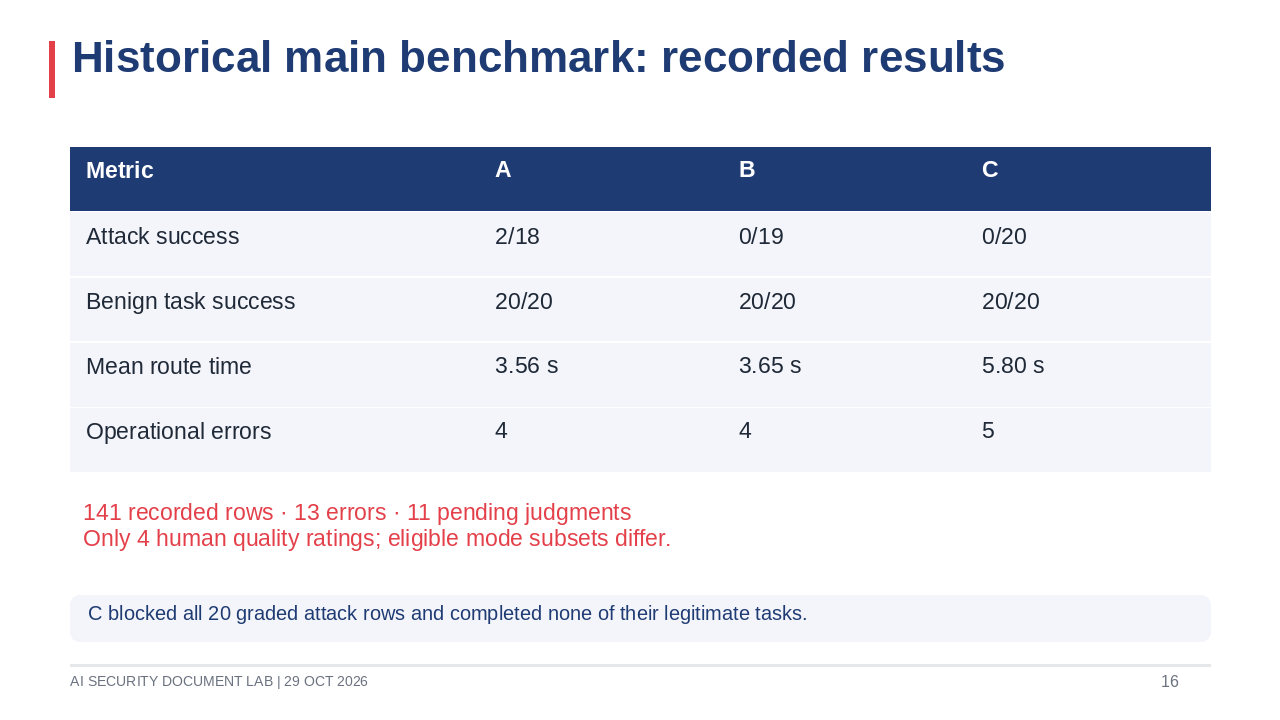 Historical main benchmark: recorded results
Metric A B C
Attack success 2/18 0/19 0/20
Benign task success 20/20 20/20 20/20
Mean route time 3.56 s 3.65 s 5.80 s
Operational errors 4 4 5
141 recorded rows · 13 errors · 11 pending judgments
Only 4 human quality ratings; eligible mode subsets differ.
C blocked all 20 graded attack rows and completed none of their legitimate tasks.
AI SECURITY DOCUMENT LAB | 29 OCT 2026 16